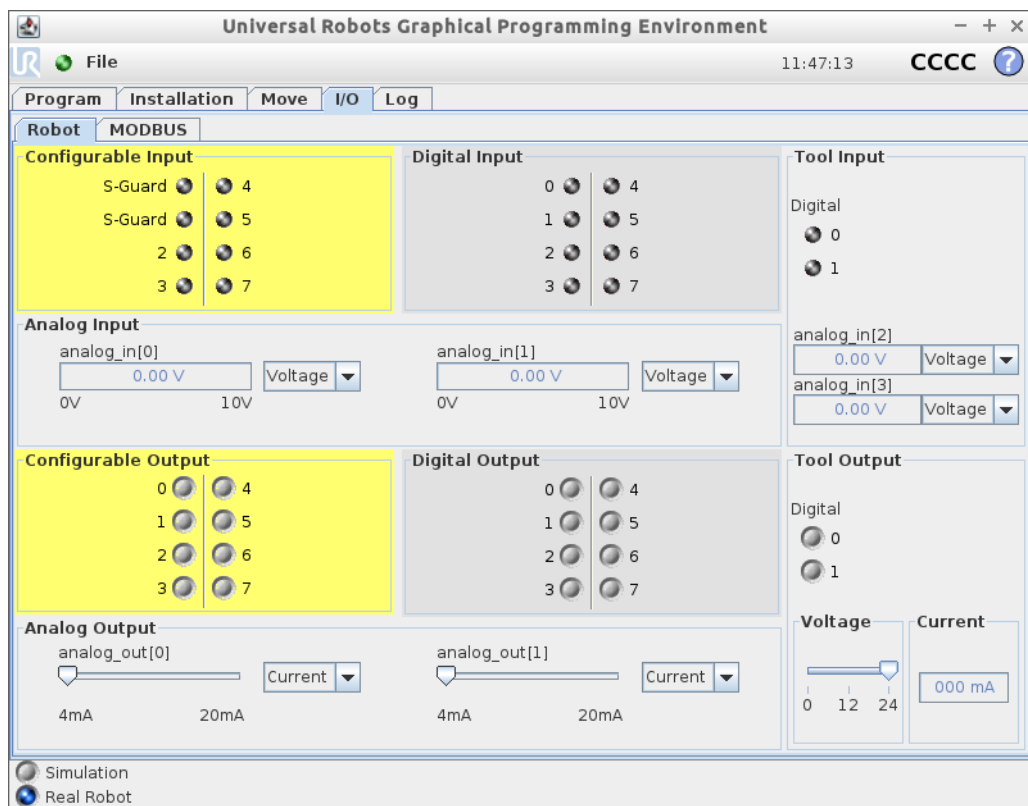 Universal Robots Graphical Programming Environment
UR File 11:47:13 CCCC ?
Program Installation Move I/O Log
Robot MODBUS
Configurable Input
S-Guard 4
S-Guard 5
2 6
3 7
Digital Input
0 4
1 5
2 6
3 7
Tool Input
Digital
0
1
analog_in[2]
0.00 V Voltage
analog_in[3]
0.00 V Voltage
Analog Input
analog_in[0]
0.00 V Voltage
0V 10V
analog_in[1]
0.00 V Voltage
0V 10V
Configurable Output
0 4
1 5
2 6
3 7
Digital Output
0 4
1 5
2 6
3 7
Tool Output
Digital
0
1
Voltage
0 12 24
Current
000 mA
Analog Output
analog_out[0]
Current
4mA 20mA
analog_out[1]
Current
4mA 20mA
Simulation
Real Robot